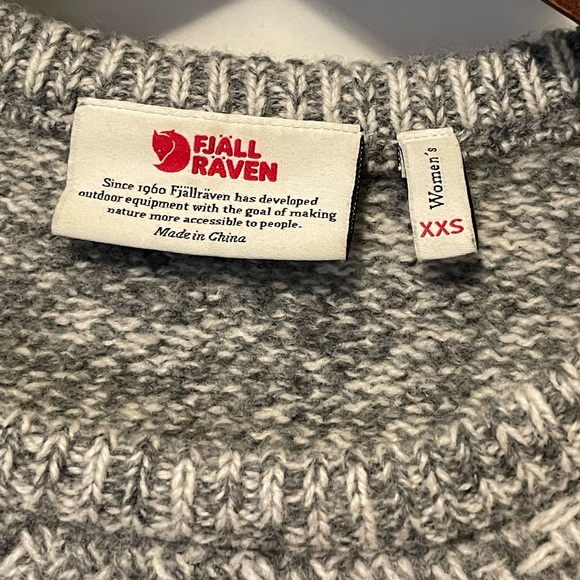 FJÄLL
RÄVEN
Since 1960 Fjällräven has developed
outdoor equipment with the goal of making
nature more accessible to people.
Made in China
Women's
XXS